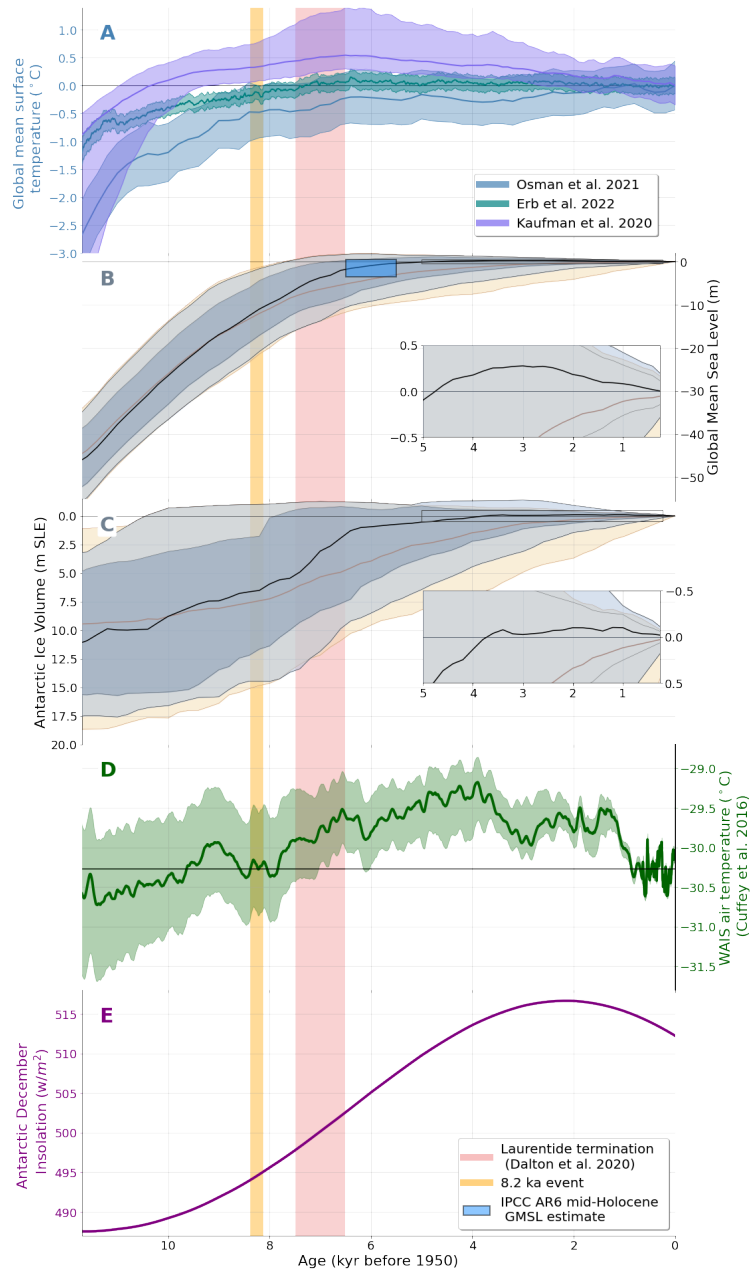 A
Global mean surface
temperature (°C)
1.0
0.5
0.0
−0.5
−1.0
−1.5
−2.0
−2.5
−3.0
Osman et al. 2021
Erb et al. 2022
Kaufman et al. 2020
B
Global Mean Sea Level (m)
0
−10
−20
−30
−40
−50
0.5
0.0
−0.5
5 4 3 2 1
C
Antarctic Ice Volume (m SLE)
0.0
2.5
5.0
7.5
10.0
12.5
15.0
17.5
20.0
−0.5
0.0
0.5
5 4 3 2 1
D
WAIS air temperature (°C)
(Cuffey et al. 2016)
−29.0
−29.5
−30.0
−30.5
−31.0
−31.5
E
Antarctic December
Insolation (w/m²)
515
510
505
500
495
490
Laurentide termination
(Dalton et al. 2020)
8.2 ka event
IPCC AR6 mid-Holocene
GMSL estimate
10 8 6 4 2 0
Age (kyr before 1950)